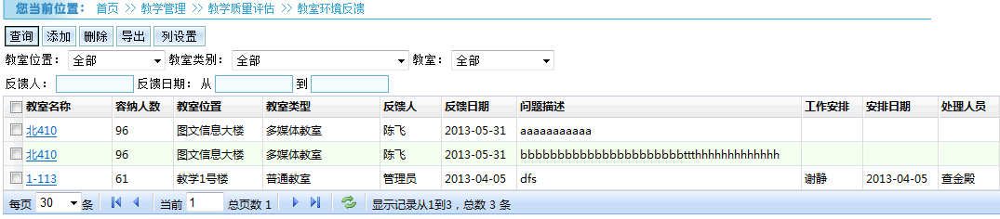 您当前位置： 首页 >> 教学管理 >> 教学质量评估 >> 教室环境反馈
查询 添加 删除 导出 列设置
教室位置： 全部 教室类别： 全部 教室： 全部
反馈人： 反馈日期： 从 到
教室名称 容纳人数 教室位置 教室类型 反馈人 反馈日期 问题描述 工作安排 安排日期 处理人员
北410 96 图文信息大楼 多媒体教室 陈飞 2013-05-31 aaaaaaaaaaa
北410 96 图文信息大楼 多媒体教室 陈飞 2013-05-31 bbbbbbbbbbbbbbbbbbbbbbbttthhhhhhhhhhhhhh
1-113 61 教学1号楼 普通教室 管理员 2013-04-05 dfs 谢静 2013-04-05 查金殿
每页 30 条 当前 1 总页数 1 显示记录从1到3，总数 3 条